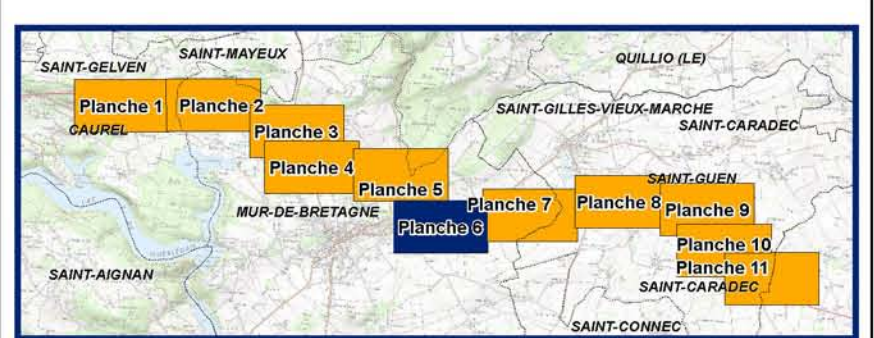 SAINT-MAYEUX
QUILLIO (LE)
SAINT-GELVEN
Planche 1
Planche 2
SAINT-GILLES-VIEUX-MARCHE
Planche 3
SAINT-CARADEC
CAUREL
Planche 4
SAINT-GUEN
Planche 5
Planche 7
Planche 8
Planche 9
MUR-DE-BRETAGNE
Planche 6
Planche 10
SAINT-AIGNAN
Planche 11
SAINT-CARADEC
SAINT-CONNEC